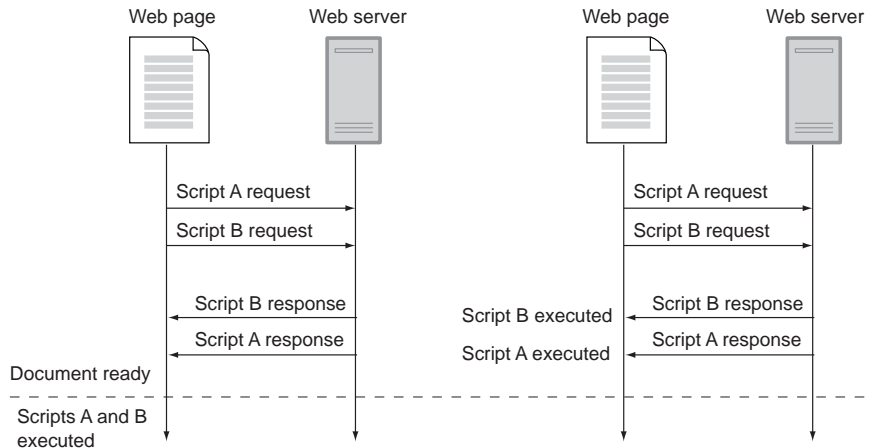 Web page
Web server
Web page
Web server
Script A request
Script B request
Script B response
Script A response
Document ready
Scripts A and B
executed
Script A request
Script B request
Script B executed
Script B response
Script A executed
Script A response